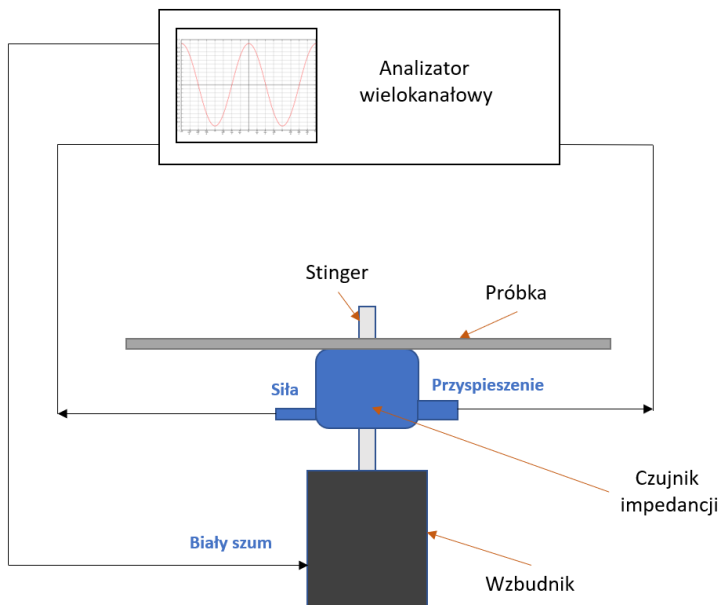 Analizator
wielokanałowy
Stinger
Próbka
Siła
Przyspieszenie
Czujnik
impedancji
Biały szum
Wzbudnik